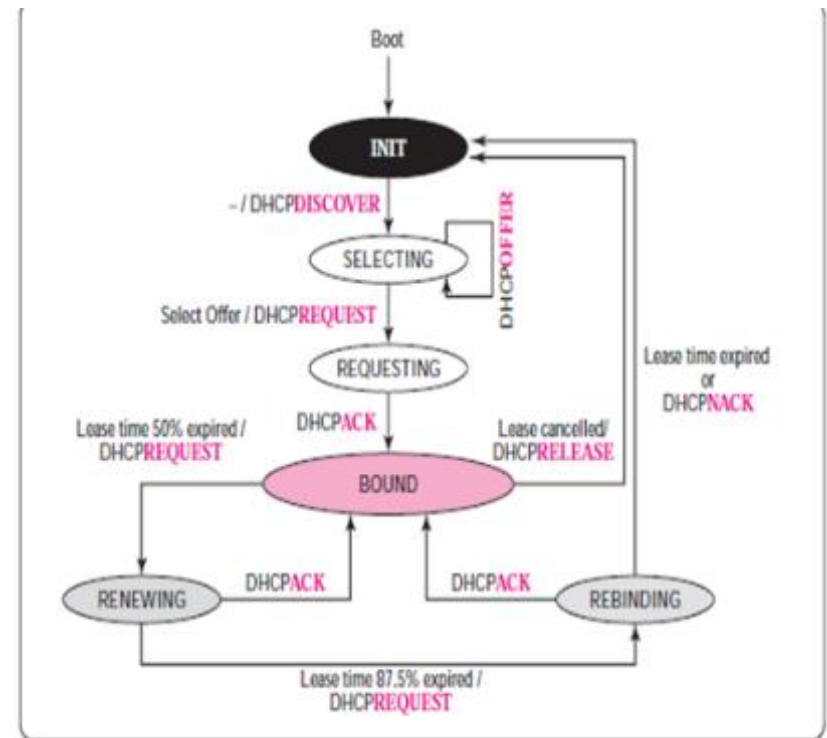 Boot
INIT
– / DHCPDISCOVER
SELECTING
DHCPOFFER
Select Offer / DHCPREQUEST
REQUESTING
Lease time expired
or
DHCPNACK
DHCPACK
Lease time 50% expired /
DHCPREQUEST
Lease cancelled/
DHCPRELEASE
BOUND
DHCPACK
DHCPACK
RENEWING
REBINDING
Lease time 87.5% expired /
DHCPREQUEST